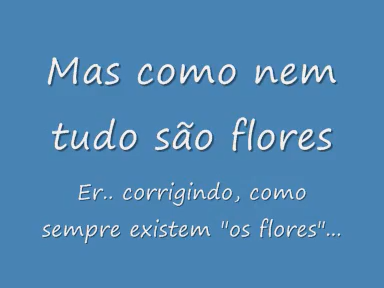 Mas como nem
tudo são flores
Er.. corrigindo, como
sempre existem "os flores"...